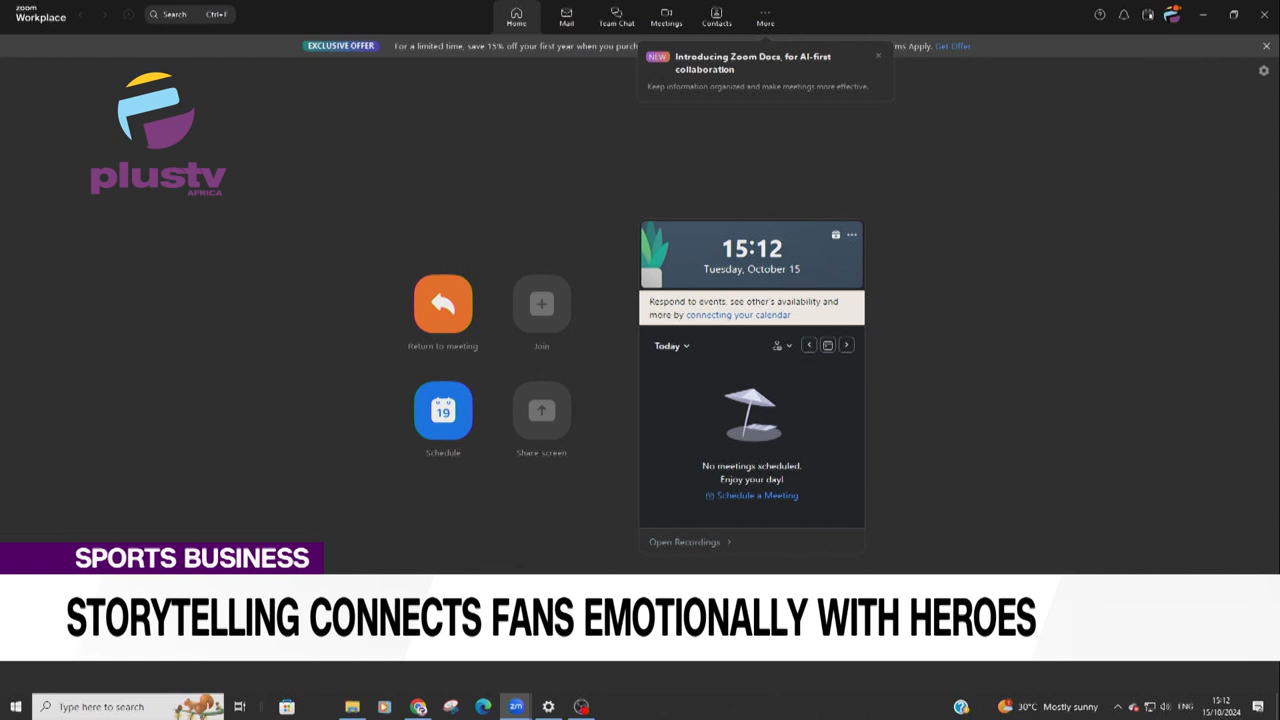 zoom
Workplace
Search
Ctrl+F
Home
Mail
Team Chat
Meetings
Contacts
More
EXCLUSIVE OFFER
For a limited time, save 15% off your first year when you purch
ms Apply. Get Offer
NEW
Introducing Zoom Docs, for AI-first
collaboration
Keep information organized and make meetings more effective.
plustv
AFRICA
15:12
Tuesday, October 15
Respond to events, see other's availability and
more by connecting your calendar
Return to meeting
Join
Today
19
Schedule
Share screen
No meetings scheduled.
Enjoy your day!
Schedule a Meeting
Open Recordings
SPORTS BUSINESS
STORYTELLING CONNECTS FANS EMOTIONALLY WITH HEROES
Type here to search
zm
30°C Mostly sunny
ENG
15:12
15/10/2024